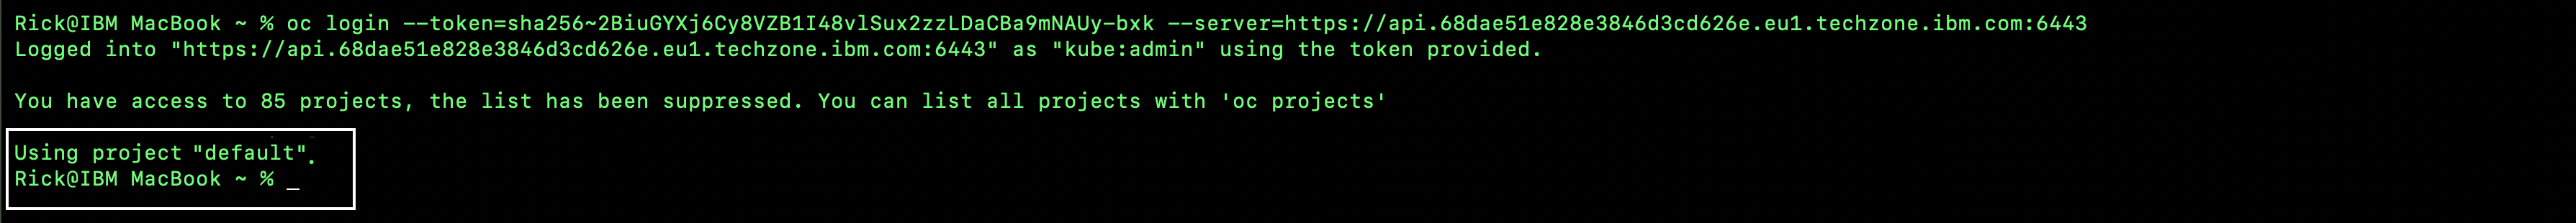 Rick@IBM MacBook ~ % oc login --token=sha256~2BiuGYXj6Cy8VZB1I48vlSux2zzLDaCBa9mNAUy-bxk --server=https://api.68dae51e828e3846d3cd626e.eu1.techzone.ibm.com:6443
Logged into "https://api.68dae51e828e3846d3cd626e.eu1.techzone.ibm.com:6443" as "kube:admin" using the token provided.
You have access to 85 projects, the list has been suppressed. You can list all projects with 'oc projects'
Using project "default".
Rick@IBM MacBook ~ % _